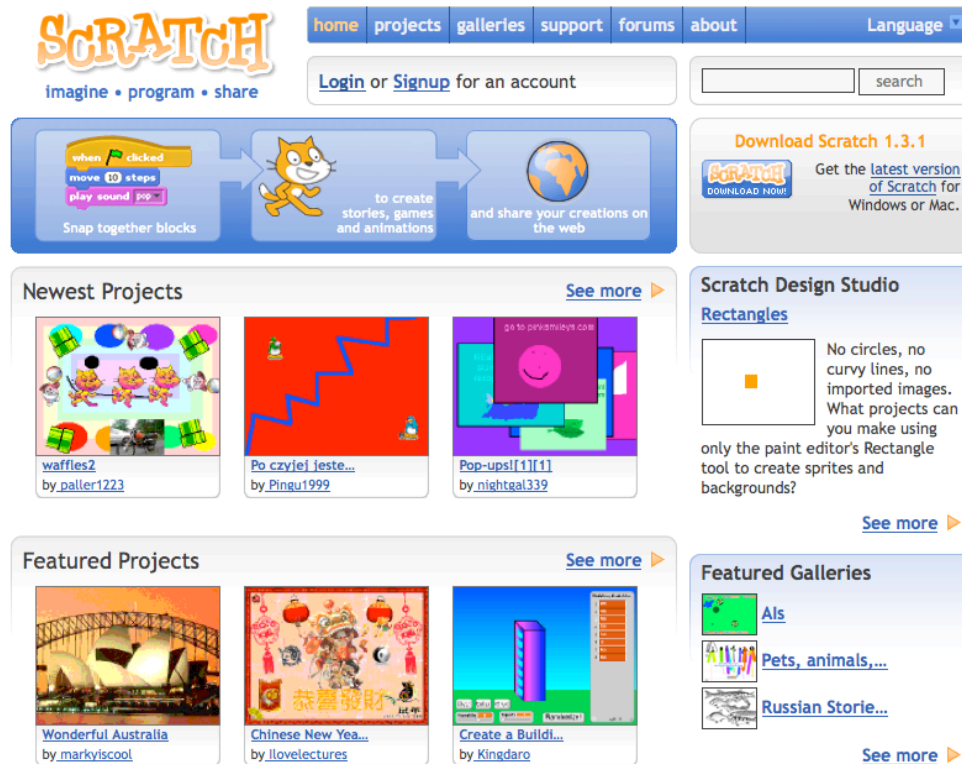 SCRATCH
imagine • program • share
home projects galleries support forums about Language
Login or Signup for an account
search
when clicked
move 10 steps
play sound pop
Snap together blocks
to create
stories, games
and animations
and share your creations on
the web
Download Scratch 1.3.1
SCRATCH
DOWNLOAD NOW!
Get the latest version
of Scratch for
Windows or Mac.
Newest Projects See more
go to pinksmileys.com
waffles2
by paller1223
Po czyjej jeste...
by Pingu1999
Pop-ups![1][1]
by nightgal339
Scratch Design Studio
Rectangles
No circles, no
curvy lines, no
imported images.
What projects can
you make using
only the paint editor's Rectangle
tool to create sprites and
backgrounds?
See more
Featured Projects See more
恭喜發財
Wonderful Australia
by markyiscool
Chinese New Yea...
by Ilovelectures
Create a Buildi...
by Kingdaro
Featured Galleries
AIs
Pets, animals,...
Russian Storie...
See more